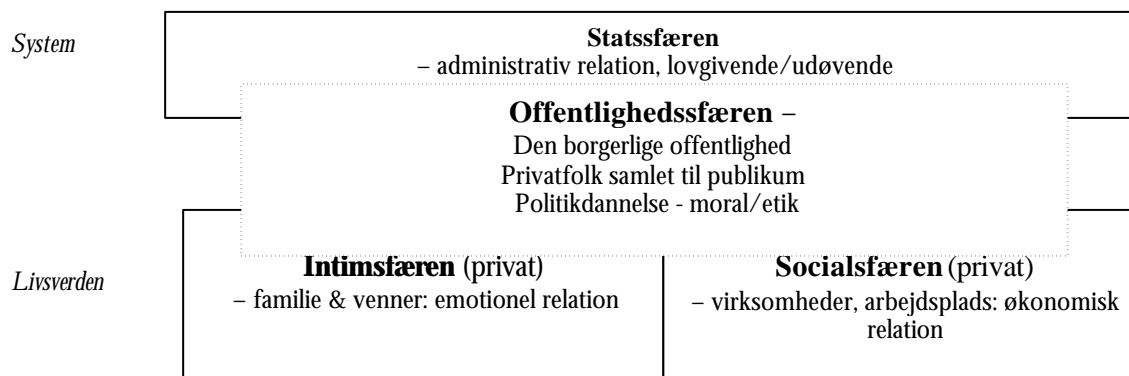 System
Statssfæren
– administrativ relation, lovgivende/udøvende
Offentlighedssfæren –
Den borgerlige offentlighed
Privatfolk samlet til publikum
Politikdannelse - moral/etik
Livsverden
Intimsfæren (privat)
– familie & venner: emotionel relation
Socialsfæren (privat)
– virksomheder, arbejdsplads: økonomisk
relation